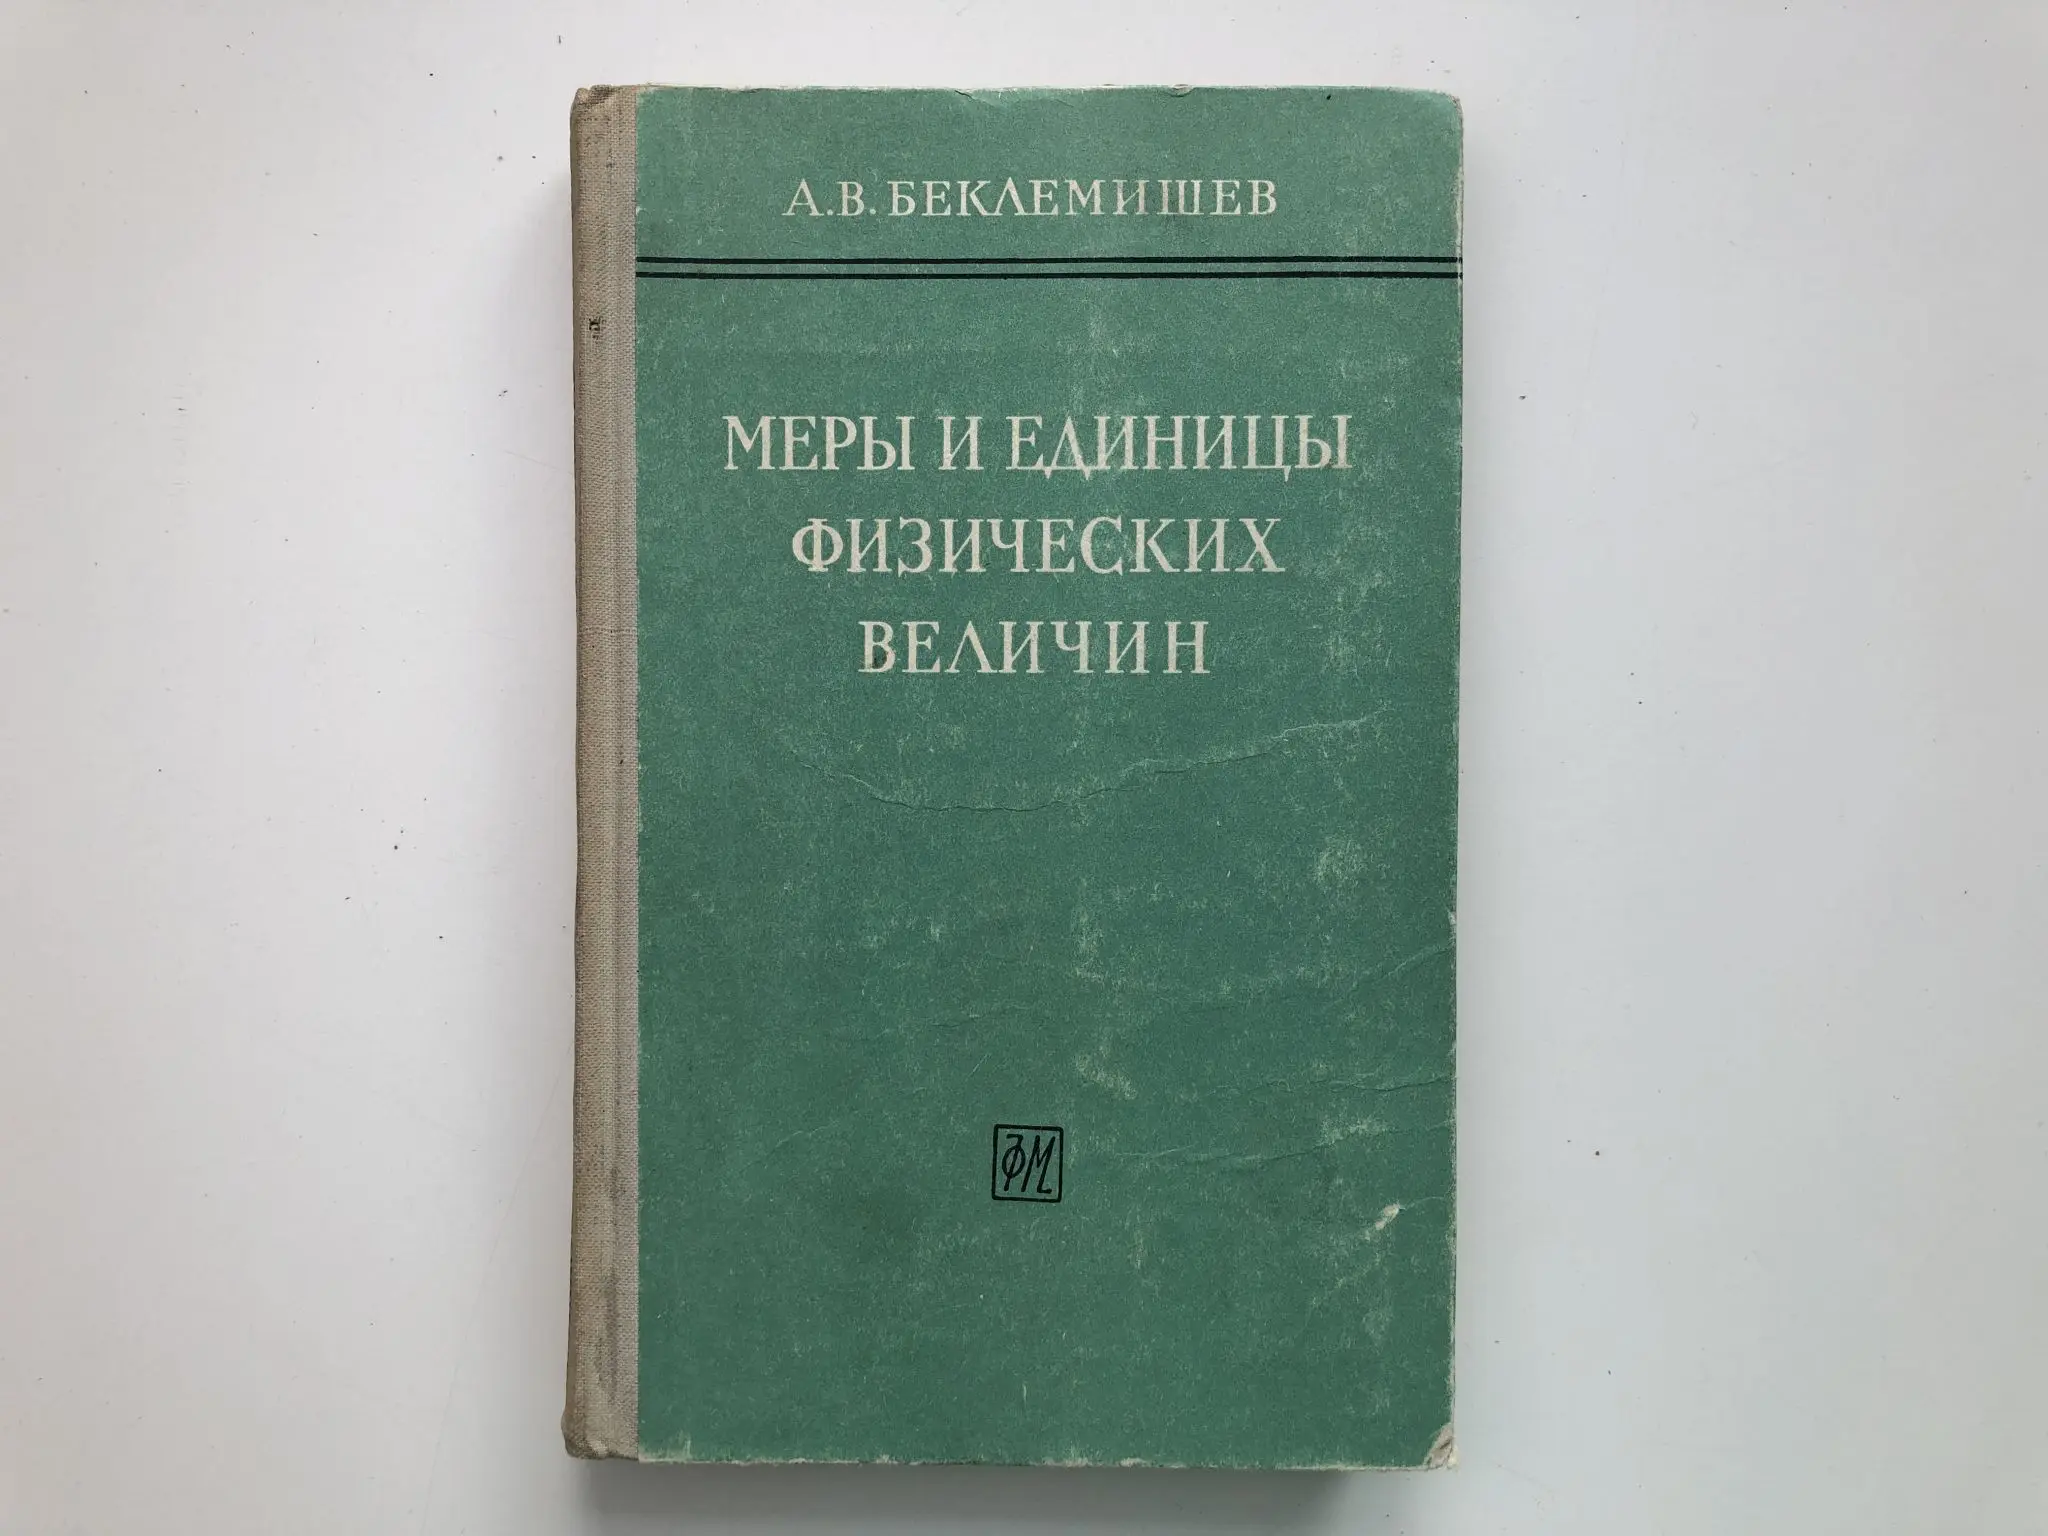 А.В. БЕКЛЕМИШЕВ
МЕРЫ И ЕДИНИЦЫ
ФИЗИЧЕСКИХ
ВЕЛИЧИН
ФМ